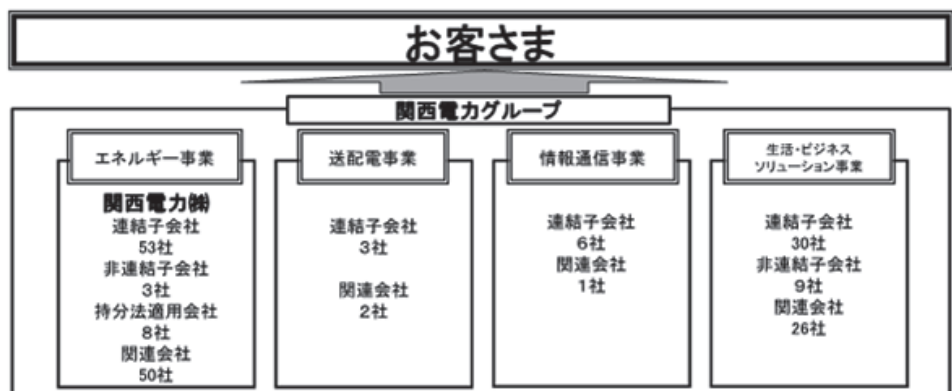 お客さま
関西電力グループ
エネルギー事業
関西電力㈱
連結子会社
53社
非連結子会社
3社
持分法適用会社
8社
関連会社
50社
送配電事業
連結子会社
3社
関連会社
2社
情報通信事業
連結子会社
6社
関連会社
1社
生活・ビジネス
ソリューション事業
連結子会社
30社
非連結子会社
9社
関連会社
26社